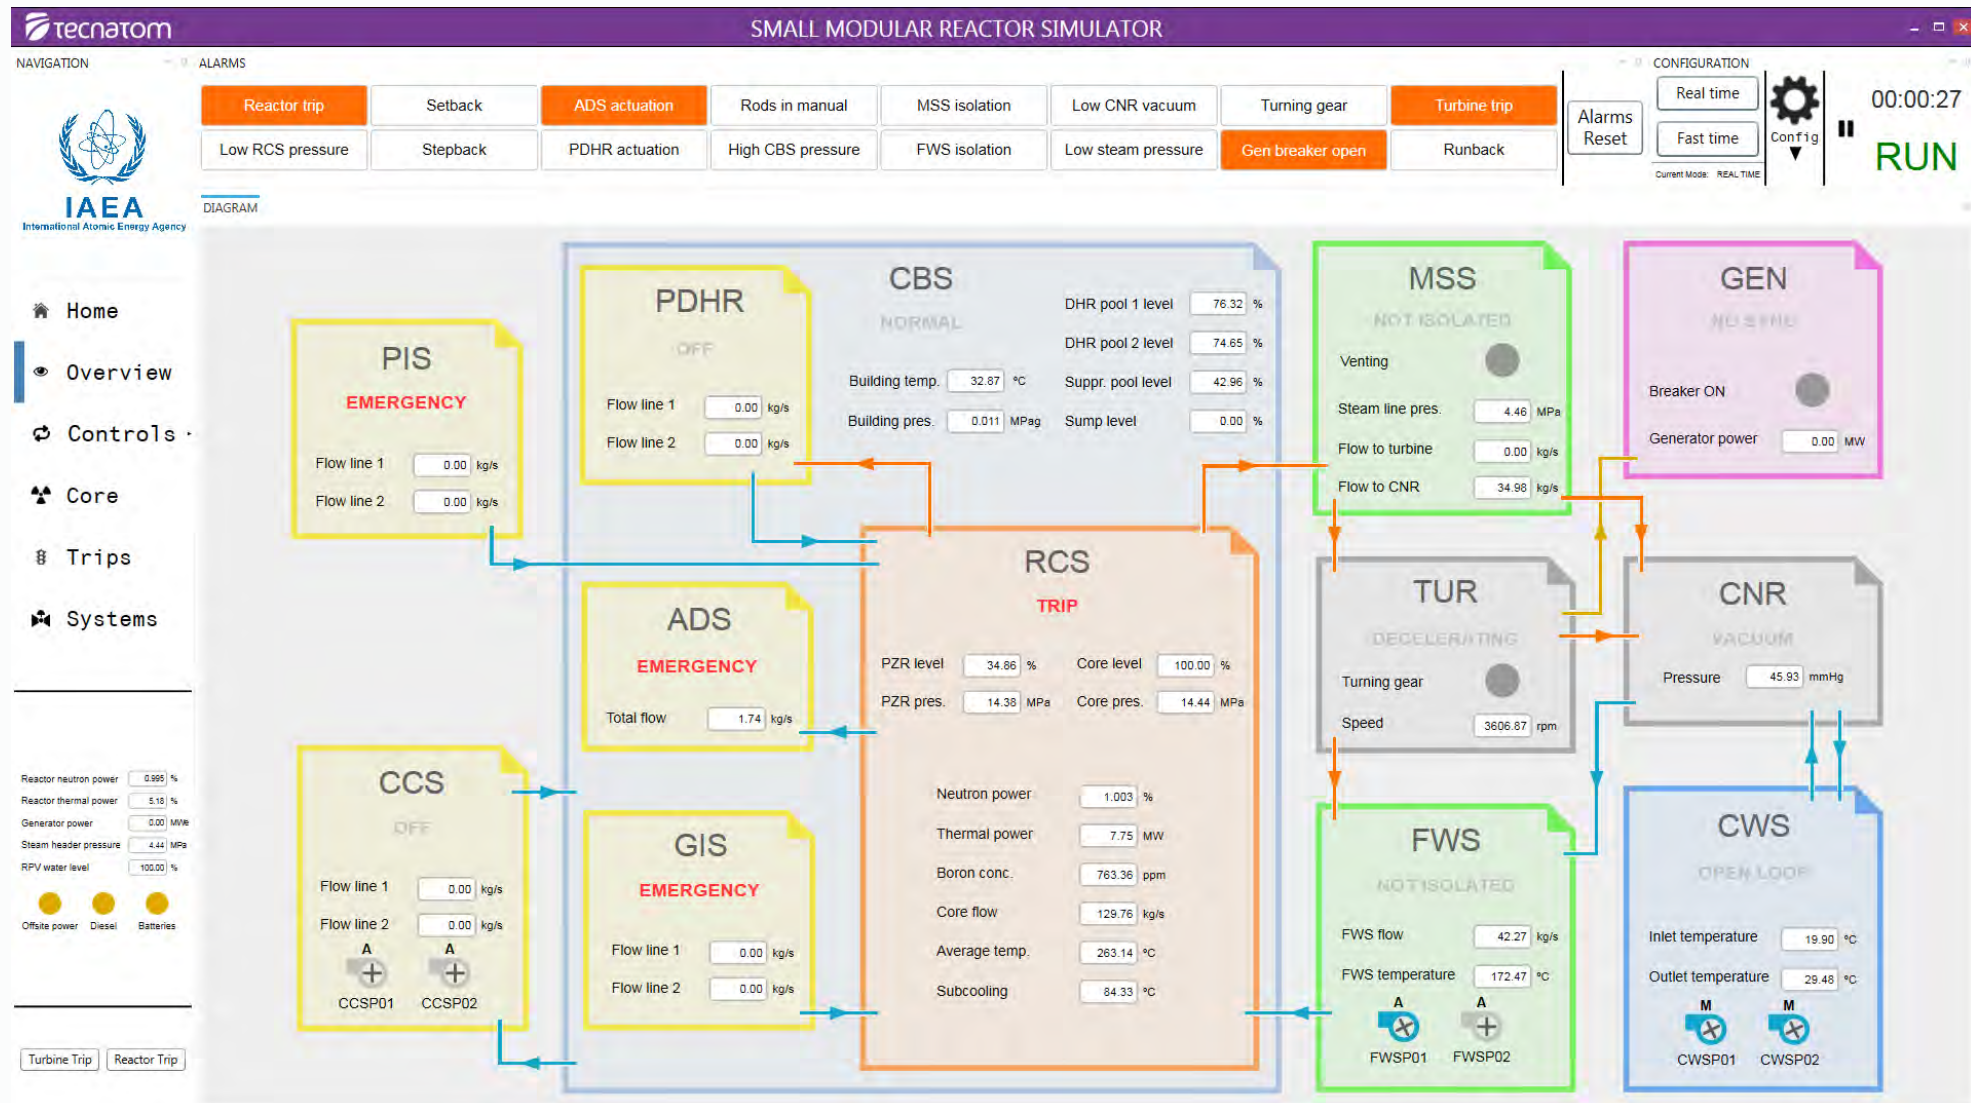 tecnatom
SMALL MODULAR REACTOR SIMULATOR
NAVIGATION
ALARMS
CONFIGURATION
Reactor trip
Setback
ADS actuation
Rods in manual
MSS isolation
Low CNR vacuum
Turning gear
Turbine trip
Low RCS pressure
Stepback
PDHR actuation
High CBS pressure
FWS isolation
Low steam pressure
Gen breaker open
Runback
Alarms
Reset
Real time
Fast time
Current Mode: REAL TIME
Config
00:00:27
RUN
IAEA
International Atomic Energy Agency
DIAGRAM
Home
Overview
Controls
Core
Trips
Systems
Reactor neutron power 0.995 %
Reactor thermal power 5.18 %
Generator power 0.00 MWe
Steam header pressure 4.44 MPa
RPV water level 100.00 %
Offsite power Diesel Batteries
Turbine Trip Reactor Trip
PIS
EMERGENCY
Flow line 1 0.00 kg/s
Flow line 2 0.00 kg/s
CCS
OFF
Flow line 1 0.00 kg/s
Flow line 2 0.00 kg/s
A A
CCSP01 CCSP02
PDHR
OFF
Flow line 1 0.00 kg/s
Flow line 2 0.00 kg/s
CBS
NORMAL
Building temp. 32.87 ºC
Building pres. 0.011 MPag
DHR pool 1 level 76.32 %
DHR pool 2 level 74.65 %
Suppr. pool level 42.96 %
Sump level 0.00 %
ADS
EMERGENCY
Total flow 1.74 kg/s
GIS
EMERGENCY
Flow line 1 0.00 kg/s
Flow line 2 0.00 kg/s
RCS
TRIP
PZR level 34.86 % Core level 100.00 %
PZR pres. 14.38 MPa Core pres. 14.44 MPa
Neutron power 1.003 %
Thermal power 7.75 MW
Boron conc. 763.36 ppm
Core flow 129.76 kg/s
Average temp. 263.14 ºC
Subcooling 84.33 ºC
MSS
NOT ISOLATED
Venting
Steam line pres. 4.46 MPa
Flow to turbine 0.00 kg/s
Flow to CNR 34.98 kg/s
GEN
NO SYNC
Breaker ON
Generator power 0.00 MW
TUR
DECELERATING
Turning gear
Speed 3606.87 rpm
CNR
VACUUM
Pressure 45.93 mmHg
FWS
NOT ISOLATED
FWS flow 42.27 kg/s
FWS temperature 172.47 ºC
A A
FWSP01 FWSP02
CWS
OPEN LOOP
Inlet temperature 19.90 ºC
Outlet temperature 29.48 ºC
M M
CWSP01 CWSP02